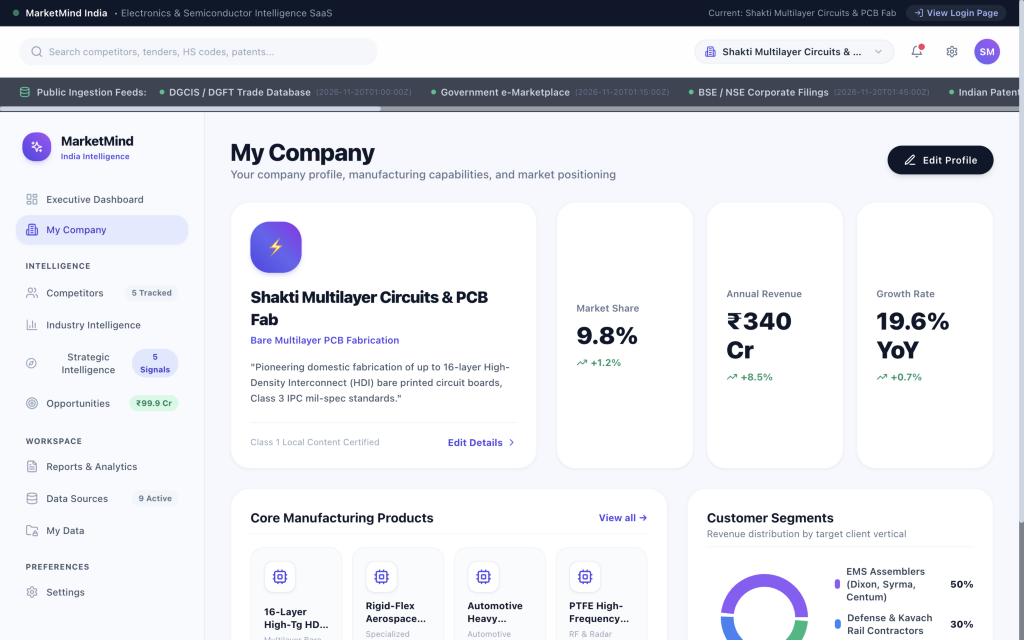 MarketMind India • Electronics & Semiconductor Intelligence SaaS
Current: Shakti Multilayer Circuits & PCB Fab
View Login Page
Search competitors, tenders, HS codes, patents...
Shakti Multilayer Circuits & ...
SM
Public Ingestion Feeds:
DGCIS / DGFT Trade Database (2026-11-20T01:00:00Z)
Government e-Marketplace (2026-11-20T01:15:00Z)
BSE / NSE Corporate Filings (2026-11-20T01:45:00Z)
Indian Patent
MarketMind
India Intelligence
Executive Dashboard
My Company
INTELLIGENCE
Competitors
5 Tracked
Industry Intelligence
Strategic
Intelligence
5
Signals
Opportunities
₹99.9 Cr
WORKSPACE
Reports & Analytics
Data Sources
9 Active
My Data
PREFERENCES
Settings
My Company
Your company profile, manufacturing capabilities, and market positioning
Edit Profile
Shakti Multilayer Circuits & PCB
Fab
Bare Multilayer PCB Fabrication
"Pioneering domestic fabrication of up to 16-layer High-
Density Interconnect (HDI) bare printed circuit boards,
Class 3 IPC mil-spec standards."
Class 1 Local Content Certified
Edit Details
Market Share
9.8%
+1.2%
Annual Revenue
₹340
Cr
+8.5%
Growth Rate
19.6%
YoY
+0.7%
Core Manufacturing Products
View all →
16-Layer
High-Tg HD...
Multilayer Bare
Rigid-Flex
Aerospace...
Specialized
Automotive
Heavy...
Automotive
PTFE High-
Frequency...
RF & Radar
Customer Segments
Revenue distribution by target client vertical
EMS Assemblers
(Dixon, Syrma,
Centum)
50%
Defense & Kavach
Rail Contractors
30%